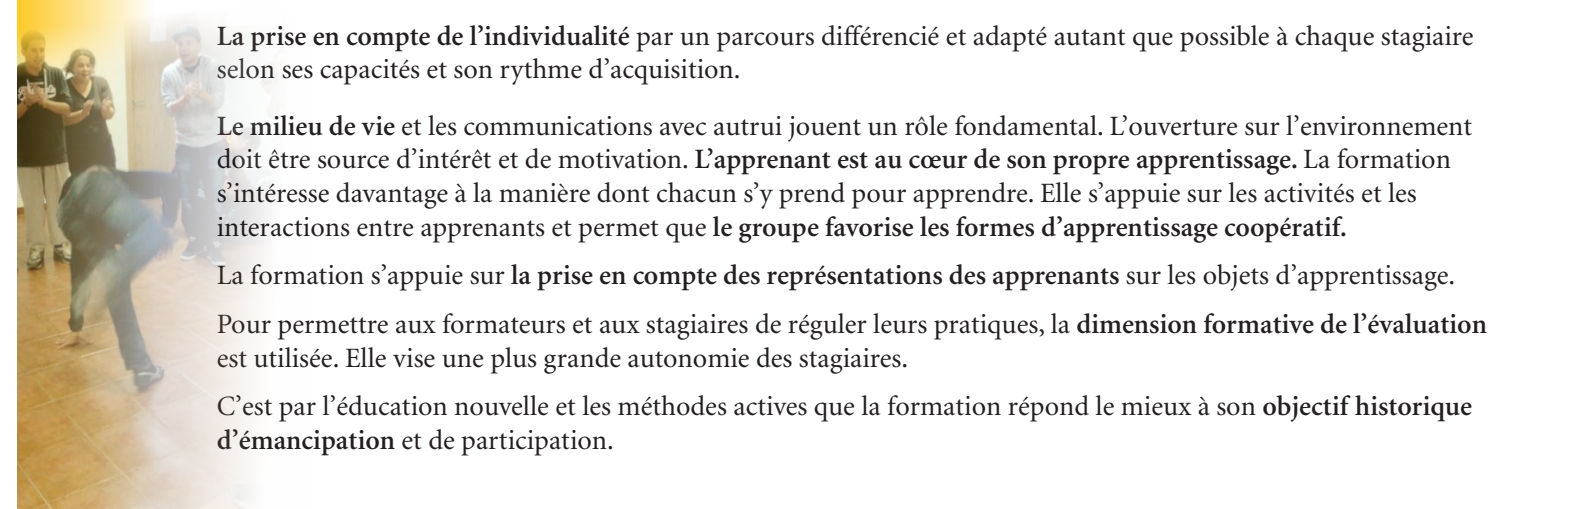 La prise en compte de l’individualité par un parcours différencié et adapté autant que possible à chaque stagiaire
selon ses capacités et son rythme d’acquisition.
Le milieu de vie et les communications avec autrui jouent un rôle fondamental. L’ouverture sur l’environnement
doit être source d’intérêt et de motivation. L’apprenant est au cœur de son propre apprentissage. La formation
s’intéresse davantage à la manière dont chacun s’y prend pour apprendre. Elle s’appuie sur les activités et les
interactions entre apprenants et permet que le groupe favorise les formes d’apprentissage coopératif.
La formation s’appuie sur la prise en compte des représentations des apprenants sur les objets d’apprentissage.
Pour permettre aux formateurs et aux stagiaires de réguler leurs pratiques, la dimension formative de l’évaluation
est utilisée. Elle vise une plus grande autonomie des stagiaires.
C’est par l’éducation nouvelle et les méthodes actives que la formation répond le mieux à son objectif historique
d’émancipation et de participation.